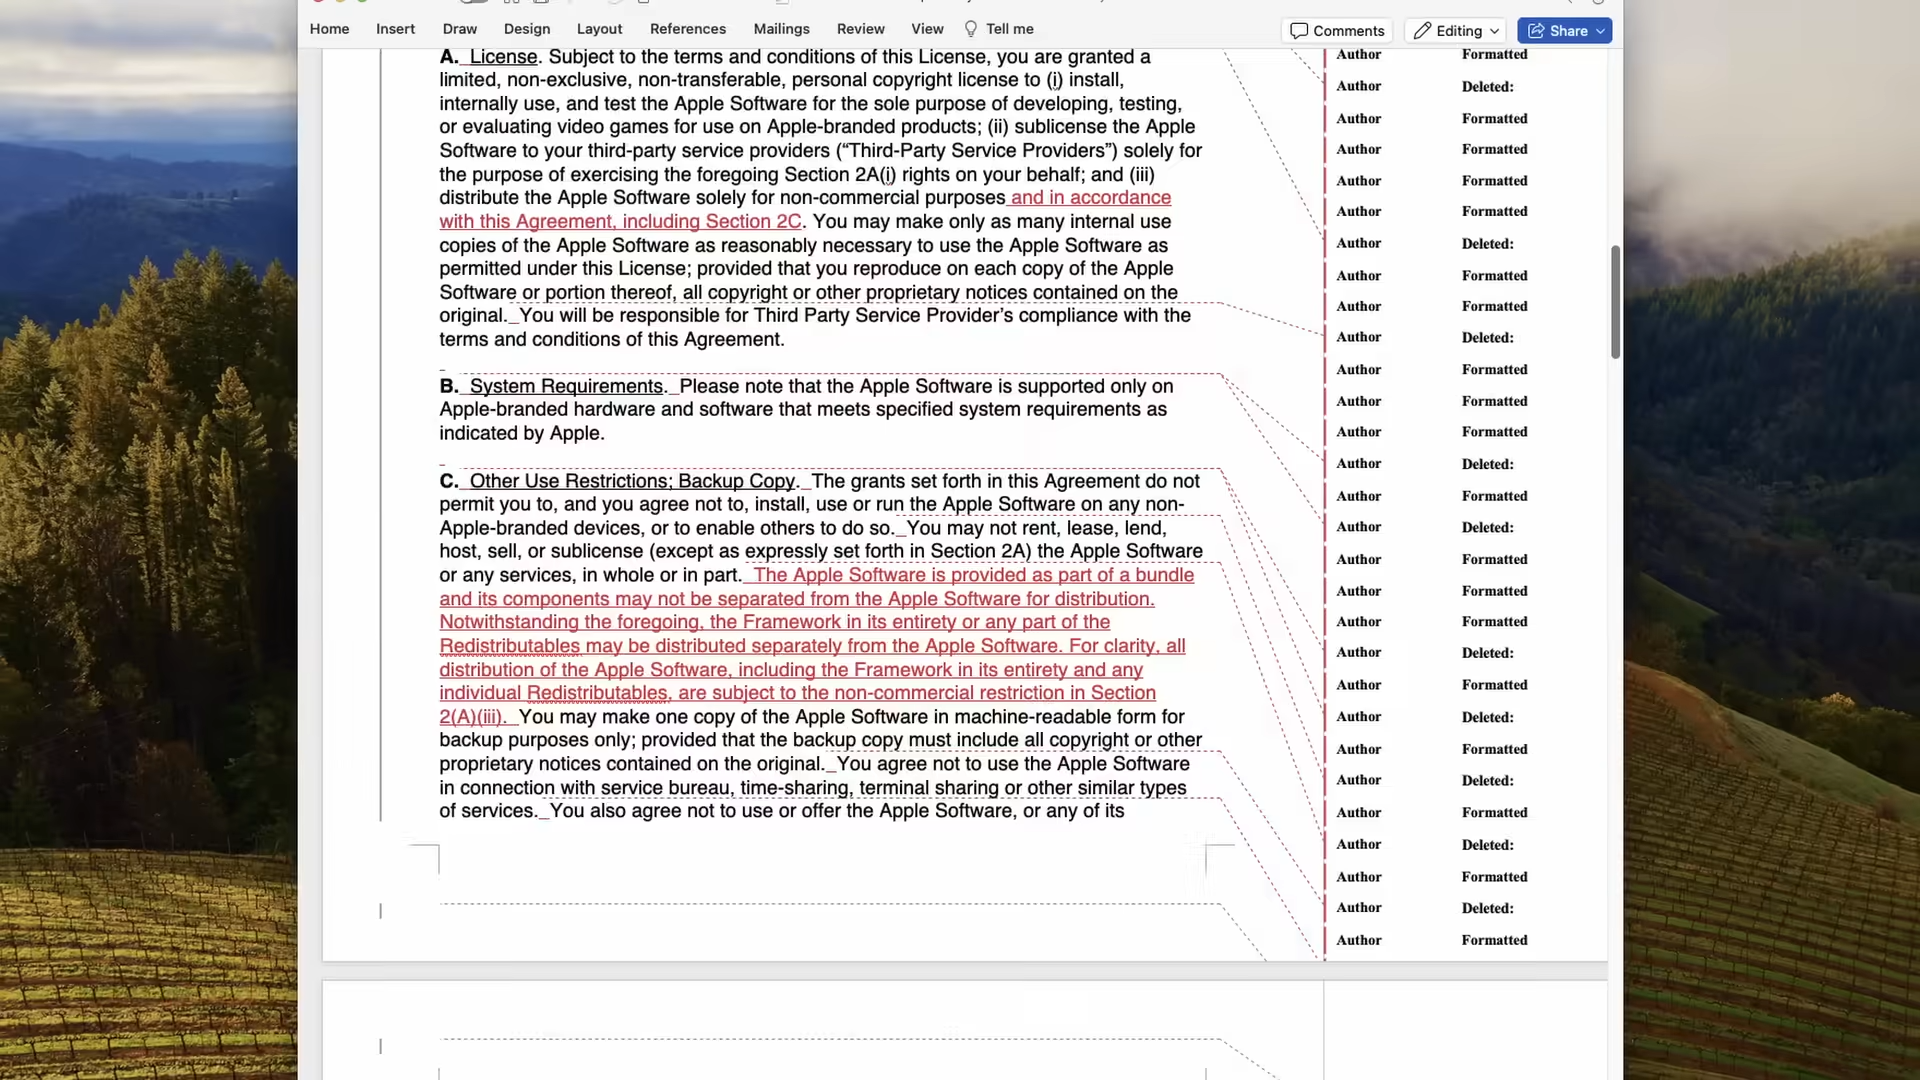 Home Insert Draw Design Layout References Mailings Review View Tell me Comments Editing Share
A. License. Subject to the terms and conditions of this License, you are granted a
limited, non-exclusive, non-transferable, personal copyright license to (i) install,
internally use, and test the Apple Software for the sole purpose of developing, testing,
or evaluating video games for use on Apple-branded products; (ii) sublicense the Apple
Software to your third-party service providers (“Third-Party Service Providers”) solely for
the purpose of exercising the foregoing Section 2A(i) rights on your behalf; and (iii)
distribute the Apple Software solely for non-commercial purposes and in accordance
with this Agreement, including Section 2C. You may make only as many internal use
copies of the Apple Software as reasonably necessary to use the Apple Software as
permitted under this License; provided that you reproduce on each copy of the Apple
Software or portion thereof, all copyright or other proprietary notices contained on the
original. You will be responsible for Third Party Service Provider’s compliance with the
terms and conditions of this Agreement.
B. System Requirements. Please note that the Apple Software is supported only on
Apple-branded hardware and software that meets specified system requirements as
indicated by Apple.
C. Other Use Restrictions; Backup Copy. The grants set forth in this Agreement do not
permit you to, and you agree not to, install, use or run the Apple Software on any non-
Apple-branded devices, or to enable others to do so. You may not rent, lease, lend,
host, sell, or sublicense (except as expressly set forth in Section 2A) the Apple Software
or any services, in whole or in part. The Apple Software is provided as part of a bundle
and its components may not be separated from the Apple Software for distribution.
Notwithstanding the foregoing, the Framework in its entirety or any part of the
Redistributables may be distributed separately from the Apple Software. For clarity, all
distribution of the Apple Software, including the Framework in its entirety and any
individual Redistributables, are subject to the non-commercial restriction in Section
2(A)(iii). You may make one copy of the Apple Software in machine-readable form for
backup purposes only; provided that the backup copy must include all copyright or other
proprietary notices contained on the original. You agree not to use the Apple Software
in connection with service bureau, time-sharing, terminal sharing or other similar types
of services. You also agree not to use or offer the Apple Software, or any of its
Author Formatted
Author Deleted:
Author Formatted
Author Formatted
Author Formatted
Author Formatted
Author Deleted:
Author Formatted
Author Formatted
Author Deleted:
Author Formatted
Author Formatted
Author Formatted
Author Deleted:
Author Formatted
Author Deleted:
Author Formatted
Author Formatted
Author Formatted
Author Deleted:
Author Formatted
Author Deleted:
Author Formatted
Author Deleted:
Author Formatted
Author Deleted:
Author Formatted
Author Deleted:
Author Formatted